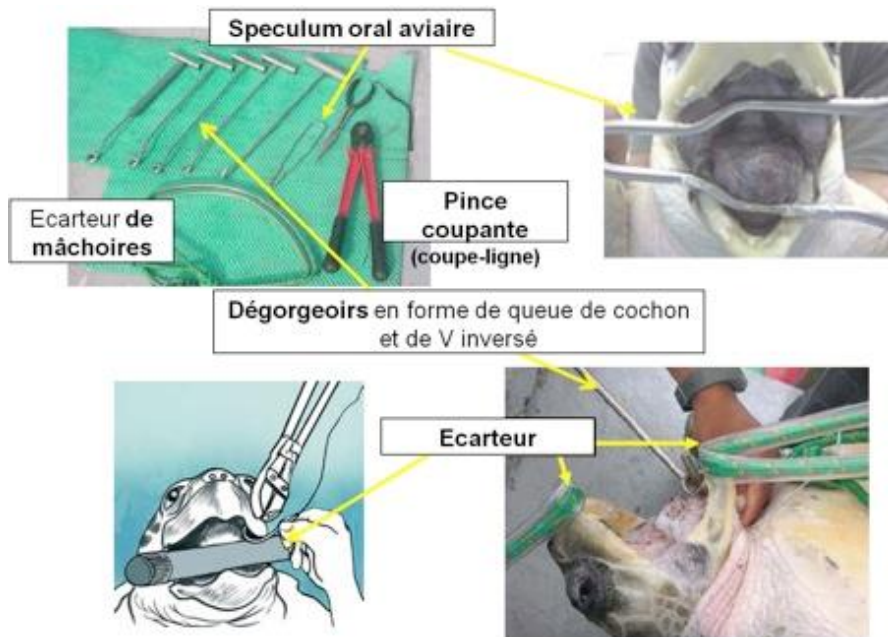 Speculum oral aviaire
Ecarteur de
mâchoires
Pince
coupante
(coupe-ligne)
Dégorgeoirs en forme de queue de cochon
et de V inversé
Ecarteur